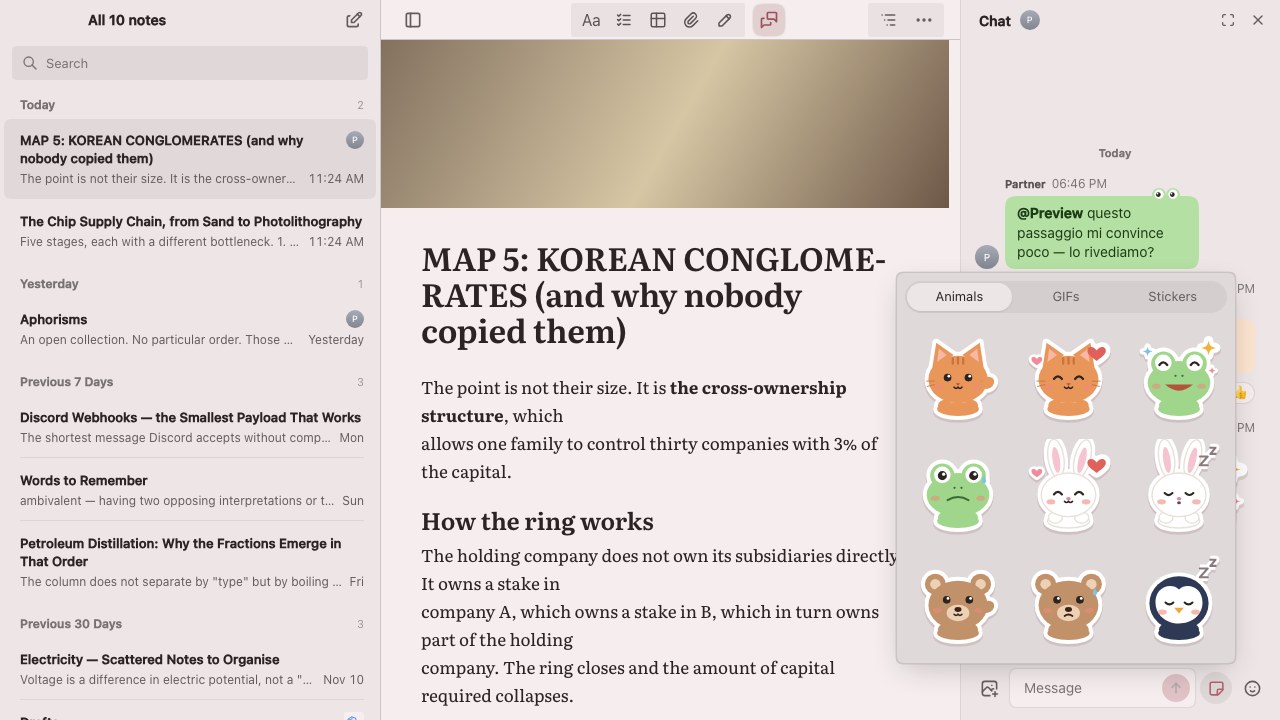 All 10 notes
Search
Today
2
MAP 5: KOREAN CONGLOMERATES (and why
nobody copied them)
P
The point is not their size. It is the cross-owner...
11:24 AM
The Chip Supply Chain, from Sand to Photolithography
Five stages, each with a different bottleneck. 1. ...
11:24 AM
Yesterday
1
Aphorisms
P
An open collection. No particular order. Those ...
Yesterday
Previous 7 Days
3
Discord Webhooks — the Smallest Payload That Works
The shortest message Discord accepts without comp...
Mon
Words to Remember
ambivalent — having two opposing interpretations or t...
Sun
Petroleum Distillation: Why the Fractions Emerge in
That Order
The column does not separate by "type" but by boiling ...
Fri
Previous 30 Days
3
Electricity — Scattered Notes to Organise
Voltage is a difference in electric potential, not a "...
Nov 10
Aa
MAP 5: KOREAN CONGLOME-
RATES (and why nobody
copied them)
The point is not their size. It is the cross-ownership
structure, which
allows one family to control thirty companies with 3% of
the capital.
How the ring works
The holding company does not own its subsidiaries directly
It owns a stake in
company A, which owns a stake in B, which in turn owns
part of the holding
company. The ring closes and the amount of capital
required collapses.
Chat
P
Today
Partner 06:46 PM
@Preview questo
passaggio mi convince
poco — lo rivediamo?
P
PM
Animals
GIFs
Stickers
PM
Z Z
Z Z
Message